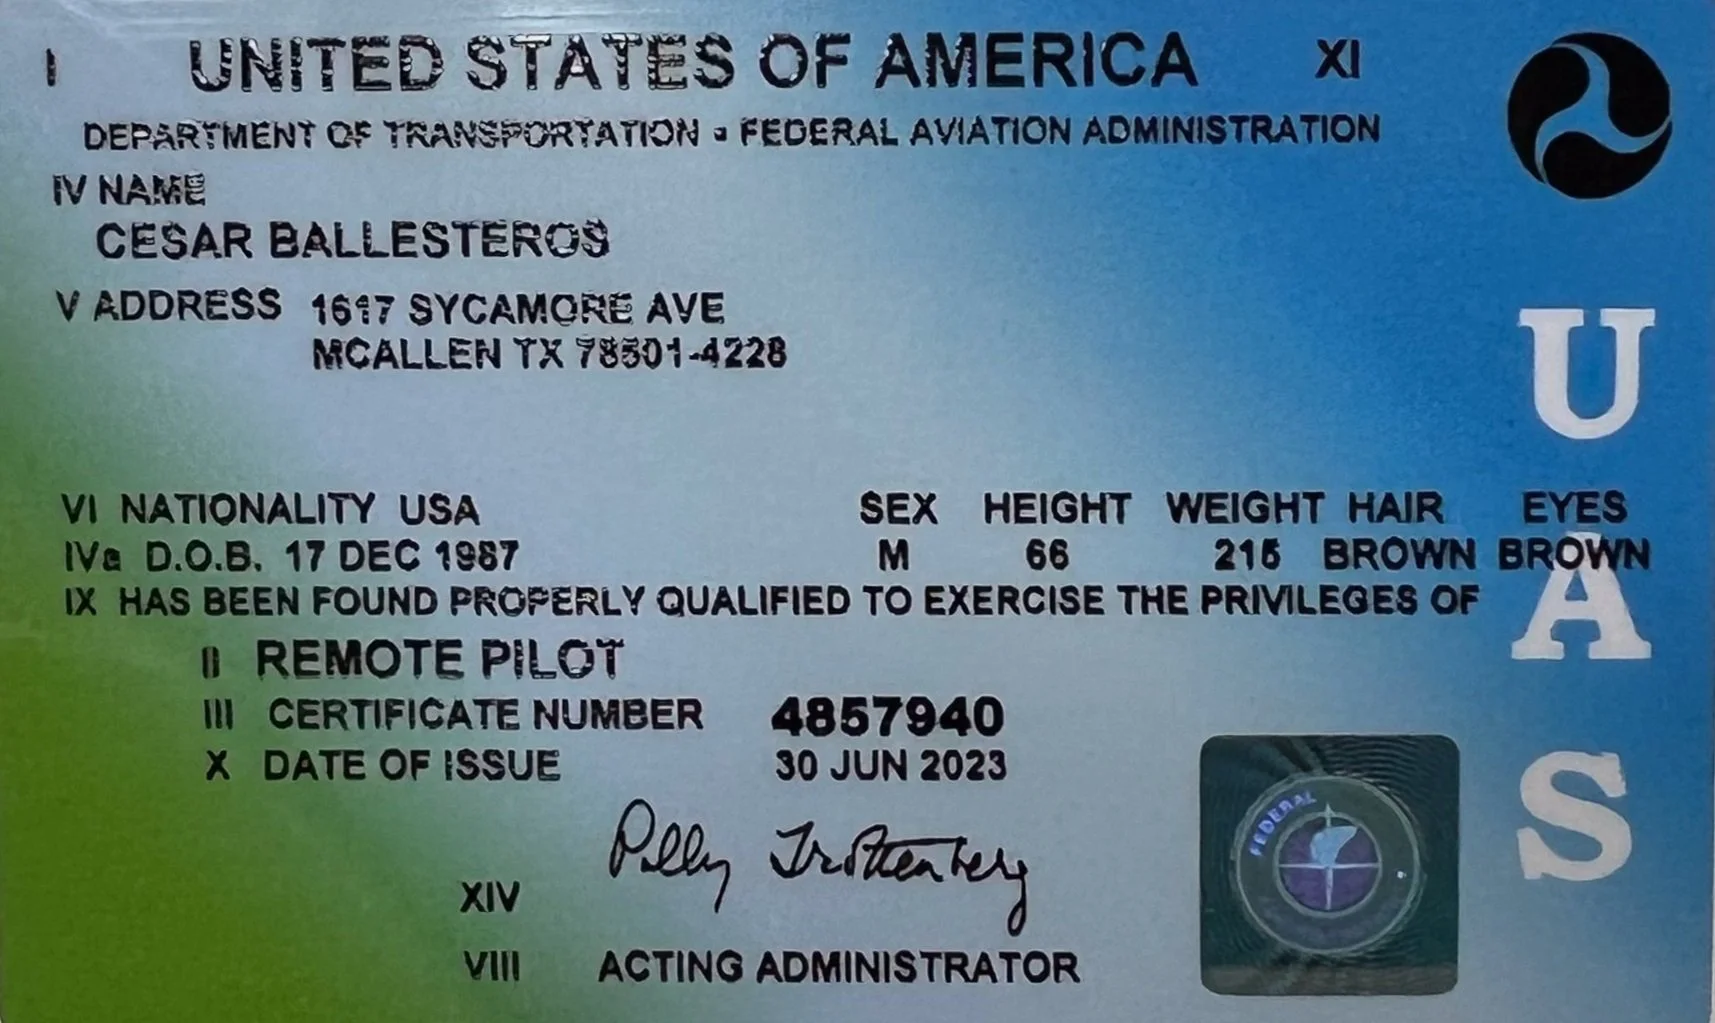 I UNITED STATES OF AMERICA XI
DEPARTMENT OF TRANSPORTATION - FEDERAL AVIATION ADMINISTRATION
IV NAME
CESAR BALLESTEROS
V ADDRESS 1617 SYCAMORE AVE
MCALLEN TX 78501-4228
VI NATIONALITY USA SEX HEIGHT WEIGHT HAIR EYES
IVa D.O.B. 17 DEC 1987 M 66 215 BROWN BROWN
IX HAS BEEN FOUND PROPERLY QUALIFIED TO EXERCISE THE PRIVILEGES OF
II REMOTE PILOT
III CERTIFICATE NUMBER 4857940
X DATE OF ISSUE 30 JUN 2023
Polly Trottenberg
XIV
VIII ACTING ADMINISTRATOR
FEDERAL
UAS